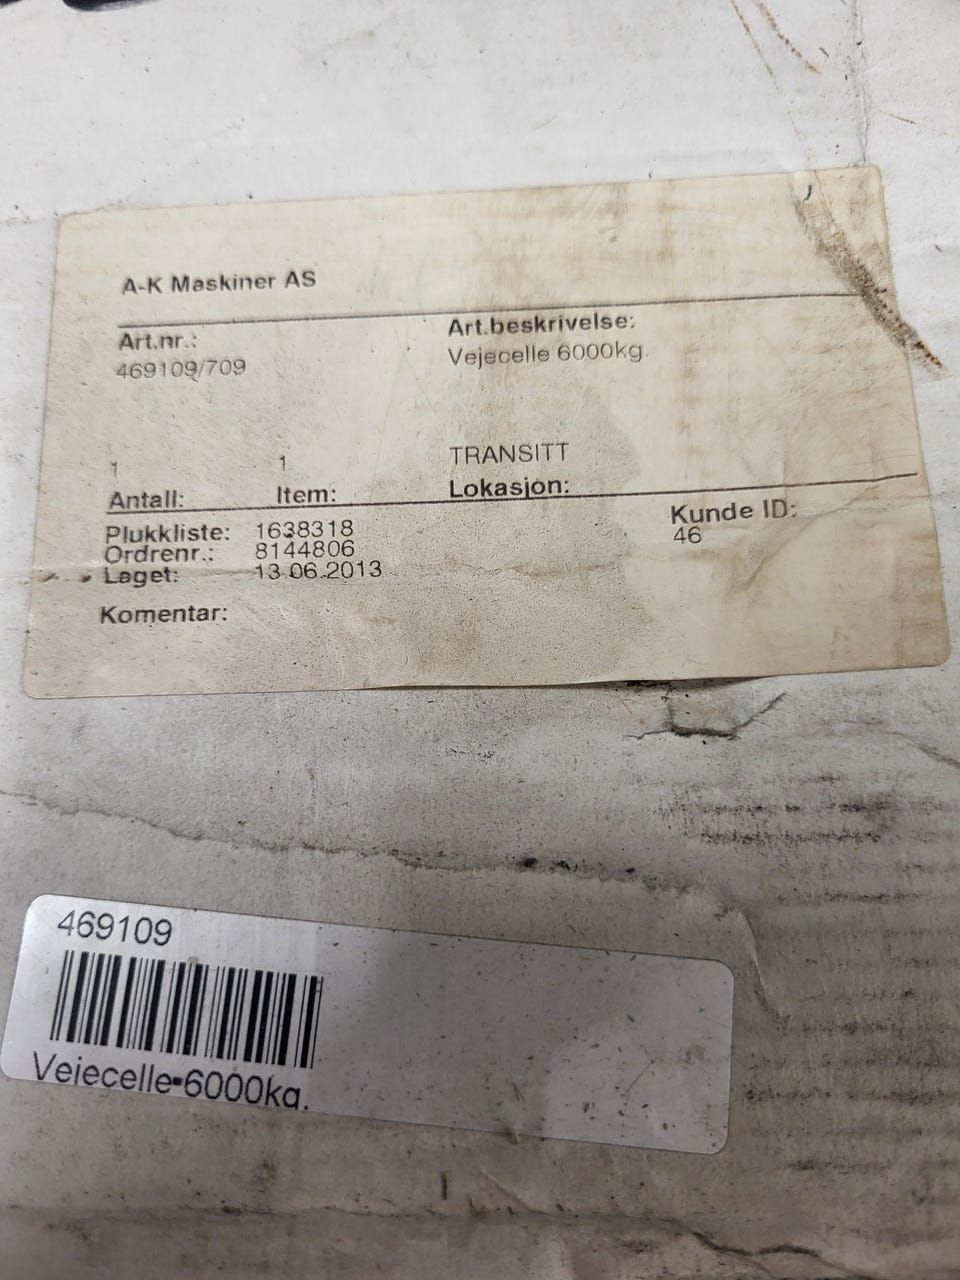 A-K Maskiner AS
Art.nr.: Art.beskrivelse:
469109/709 Vejecelle 6000kg.
1 1 TRANSITT
Antall: Item: Lokasjon:
Plukkliste: 1638318 Kunde ID:
Ordrenr.: 8144806 46
Laget: 13.06.2013
Komentar:
469109
Vejecelle 6000kg.